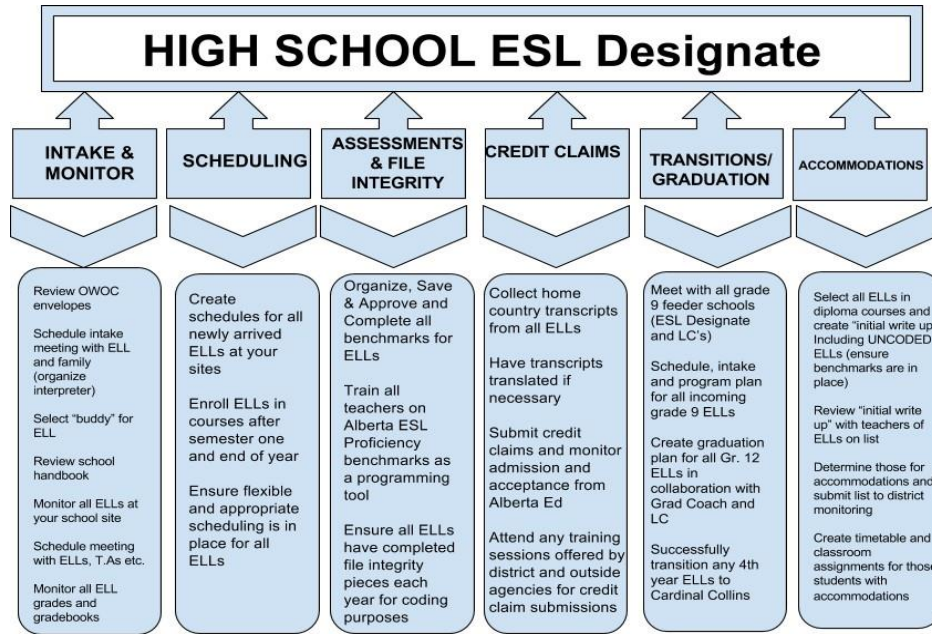 HIGH SCHOOL ESL Designate
INTAKE &
MONITOR
SCHEDULING
ASSESSMENTS
& FILE
INTEGRITY
CREDIT CLAIMS
TRANSITIONS/
GRADUATION
ACCOMMODATIONS
Review OWOC
envelopes
Schedule intake
meeting with ELL
and family
(organize
interpreter)
Select “buddy” for
ELL
Review school
handbook
Monitor all ELLs at
your school site
Schedule meeting
with ELLs, T.As etc.
Monitor all ELL
grades and
gradebooks
Create
schedules for all
newly arrived
ELLs at your
sites
Enroll ELLs in
courses after
semester one
and end of year
Ensure flexible
and appropriate
scheduling is in
place for all
ELLs
Organize, Save
& Approve and
Complete all
benchmarks for
ELLs
Train all
teachers on
Alberta ESL
Proficiency
benchmarks as
a programming
tool
Ensure all ELLs
have completed
file integrity
pieces each
year for coding
purposes
Collect home
country transcripts
from all ELLs
Have transcripts
translated if
necessary
Submit credit
claims and monitor
admission and
acceptance from
Alberta Ed
Attend any training
sessions offered by
district and outside
agencies for credit
claim submissions
Meet with all grade
9 feeder schools
(ESL Designate
and LC’s)
Schedule, intake
and program plan
for all incoming
grade 9 ELLs
Create graduation
plan for all Gr. 12
ELLs in
collaboration with
Grad Coach and
LC
Successfully
transition any 4th
year ELLs to
Cardinal Collins
Select all ELLs in
diploma courses and
create “initial write up
Including UNCODED
ELLs (ensure
benchmarks are in
place)
Review “initial write
up” with teachers of
ELLs on list
Determine those for
accommodations and
submit list to district
monitoring
Create timetable and
classroom
assignments for those
students with
accommodations